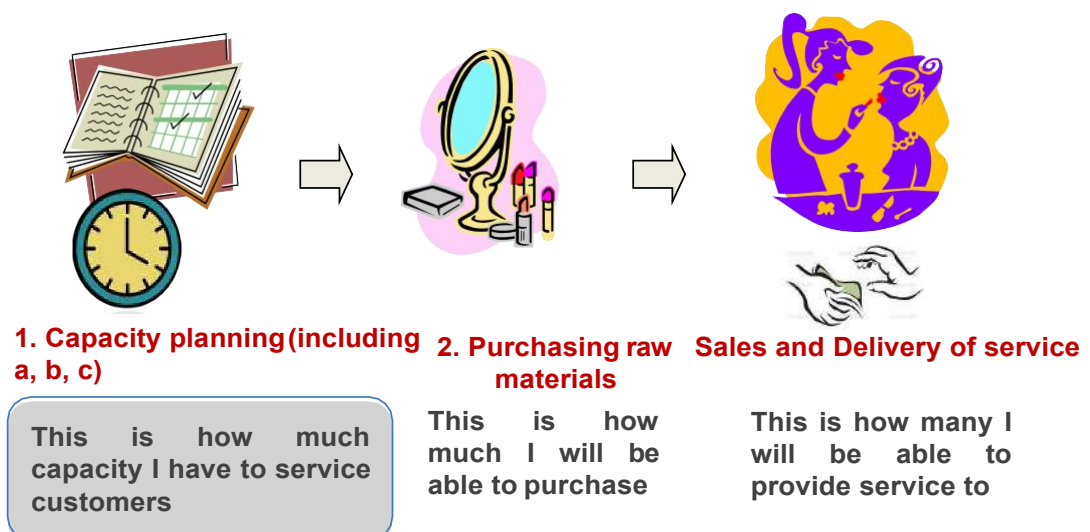 1. Capacity planning (including
a, b, c)
This is how much
capacity I have to service
customers
2. Purchasing raw
materials
This is how
much I will be
able to purchase
Sales and Delivery of service
This is how many I
will be able to
provide service to